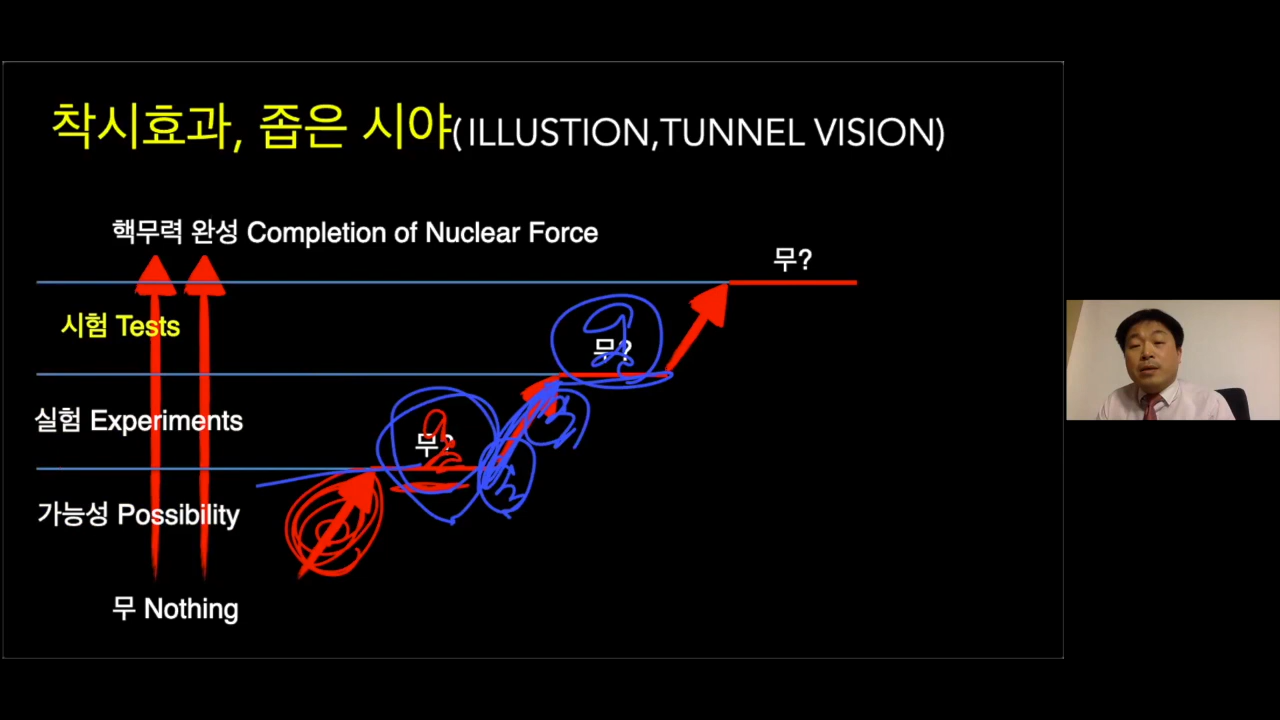 착시효과, 좁은 시야(ILLUSTION,TUNNEL VISION)
핵무력 완성 Completion of Nuclear Force
무?
시험 Tests
무?
실험 Experiments
무?
가능성 Possibility
무 Nothing